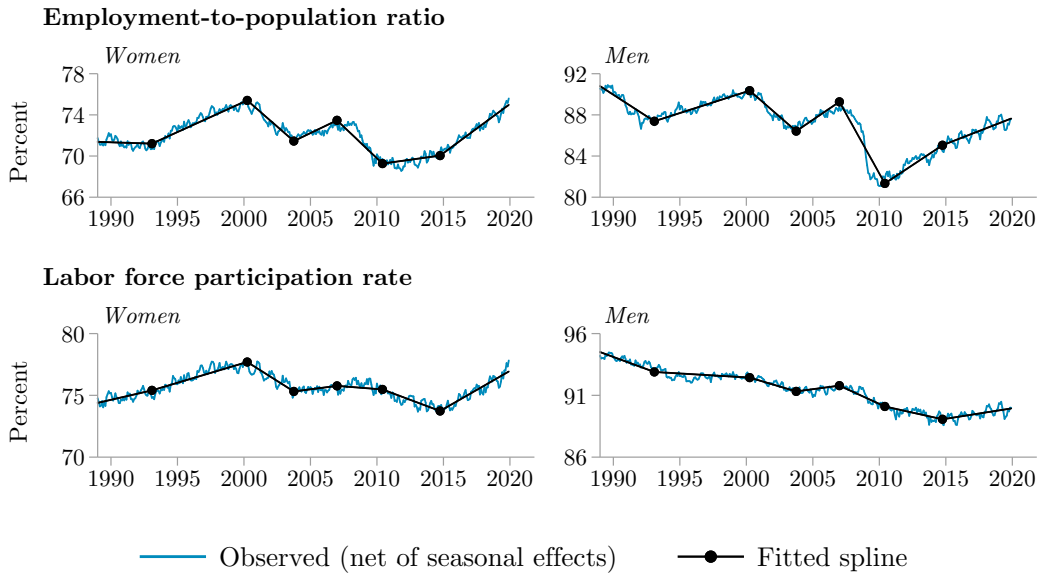 Employment-to-population ratio
Women
Men
Percent
78
74
70
66
1990 1995 2000 2005 2010 2015 2020
92
88
84
80
1990 1995 2000 2005 2010 2015 2020
Labor force participation rate
Women
Men
Percent
80
75
70
1990 1995 2000 2005 2010 2015 2020
96
91
86
1990 1995 2000 2005 2010 2015 2020
Observed (net of seasonal effects)
Fitted spline